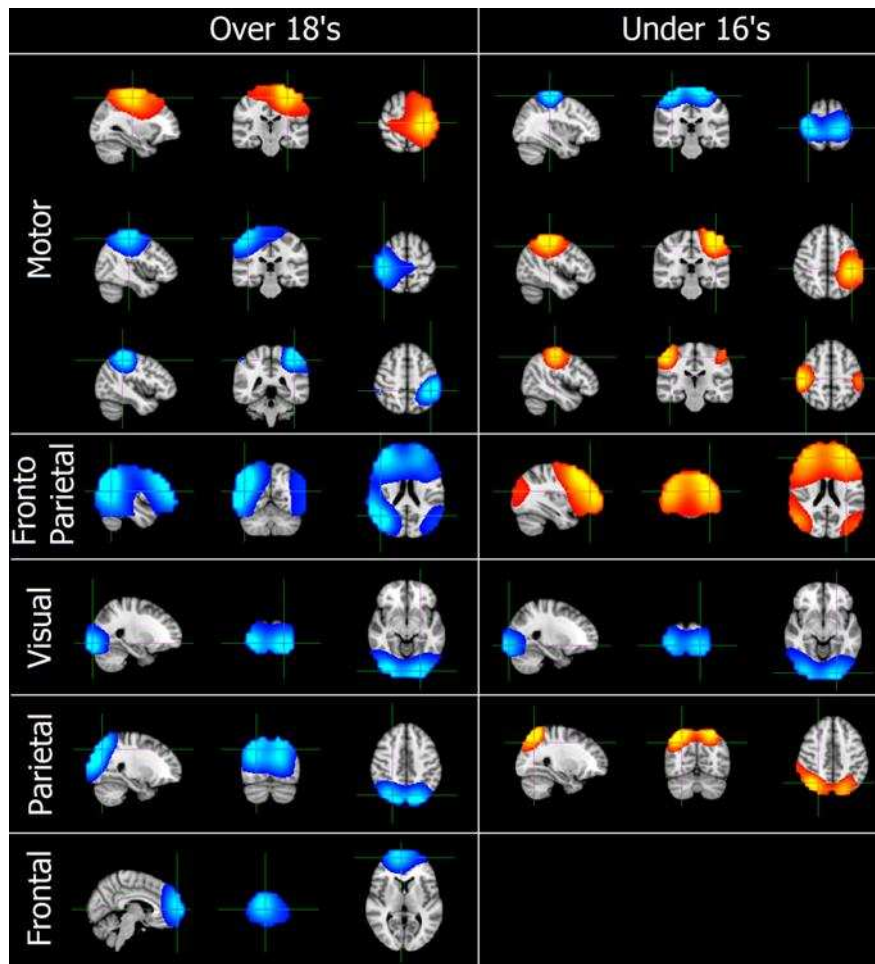 Over 18's
Under 16's
Motor
Fronto
Parietal
Visual
Parietal
Frontal